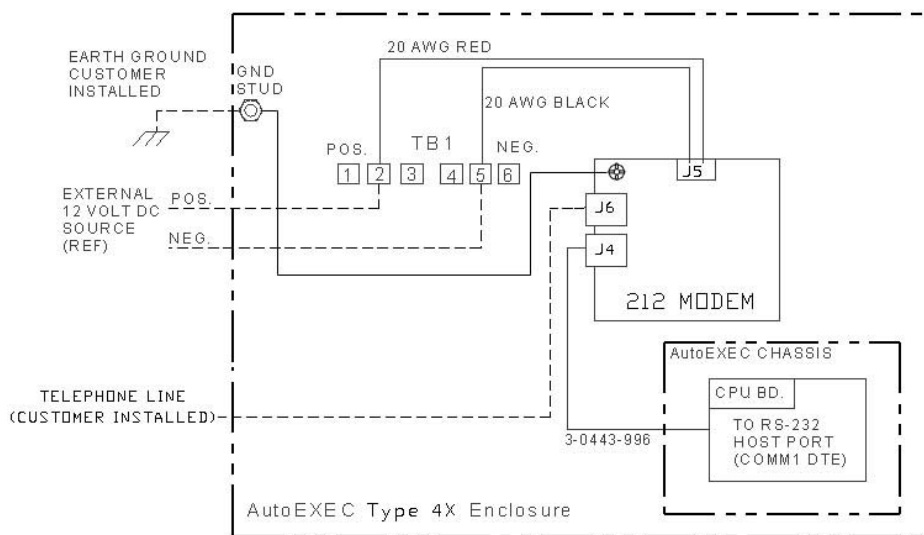 20 AWG RED
EARTH GROUND
CUSTOMER
INSTALLED
GND
STUD
20 AWG BLACK
POS.
TB1
NEG.
1 2 3 4 5 6
J5
EXTERNAL
12 VOLT DC
SOURCE
(REF)
POS.
NEG.
J6
J4
212 MODEM
AutoEXEC CHASSIS
CPU BD.
TO RS-232
HOST PORT
(COMM1 DTE)
TELEPHONE LINE
(CUSTOMER INSTALLED)
3-0443-996
AutoEXEC Type 4X Enclosure